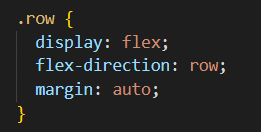 .row {
  display: flex;
  flex-direction: row;
  margin: auto;
}